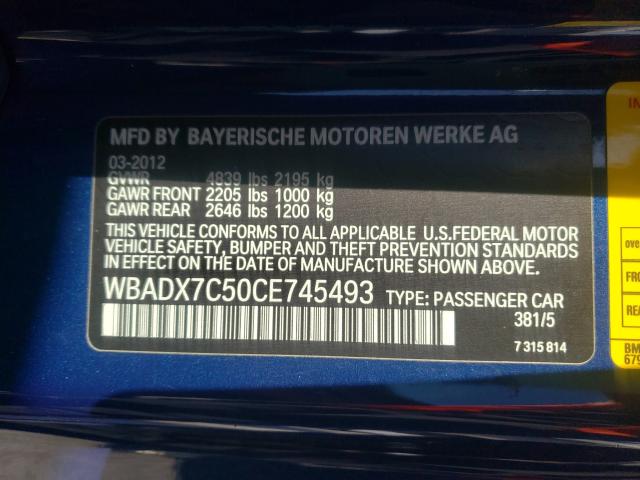 MFD BY BAYERISCHE MOTOREN WERKE AG
03-2012
GVWR 4839 lbs 2195 kg
GAWR FRONT 2205 lbs 1000 kg
GAWR REAR 2646 lbs 1200 kg
THIS VEHICLE CONFORMS TO ALL APPLICABLE U.S.FEDERAL MOTOR
VEHICLE SAFETY, BUMPER AND THEFT PREVENTION STANDARDS
IN EFFECT ON THE DATE OF MANUFACTURE SHOWN ABOVE.
WBADX7C50CE745493 TYPE: PASSENGER CAR
381/5
7 315 814